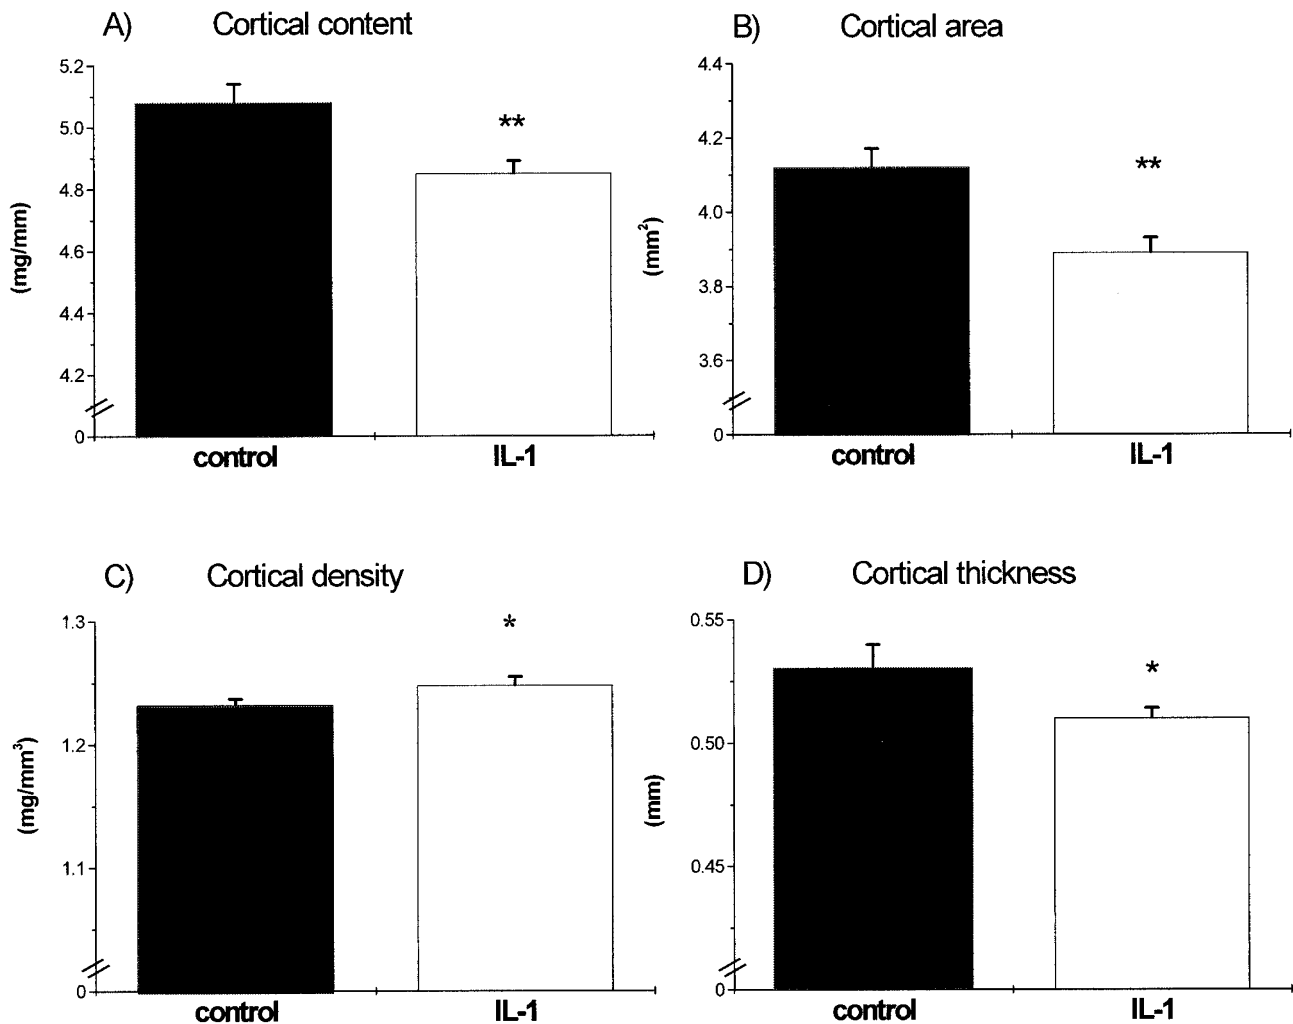 A) Cortical content
5.2
5.0
4.8
4.6
4.4
4.2
0
(mg/mm)
**
control IL-1
B) Cortical area
4.4
4.2
4.0
3.8
3.6
0
(mm²)
**
control IL-1
C) Cortical density
1.3
1.2
1.1
0
(mg/mm³)
*
control IL-1
D) Cortical thickness
0.55
0.50
0.45
0
(mm)
*
control IL-1